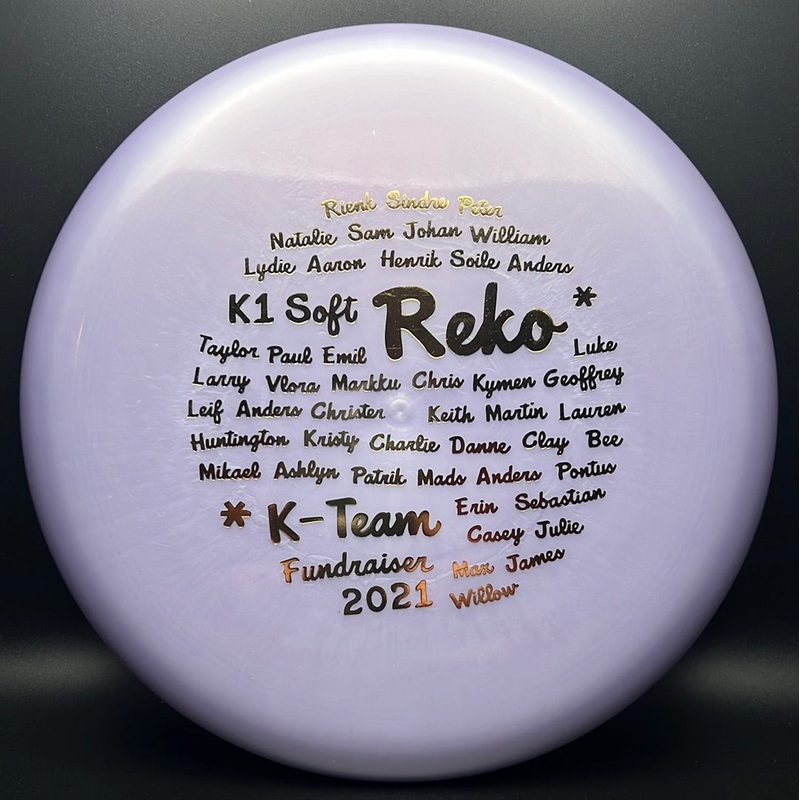 Rienk Sindre Peter
Natalie Sam Johan William
Lydie Aaron Henrik Soile Anders
K1 Soft Reko *
Taylor Paul Emil Luke
Larry Vlora Markku Chris Kymen Geoffrey
Leif Anders Christer Keith Martin Lauren
Huntington Kristy Charlie Danne Clay Bee
Mikael Ashlyn Patrik Mads Anders Pontus
* K-Team Erin Sebastian
Casey Julie
Fundraiser Max James
2021 Willow